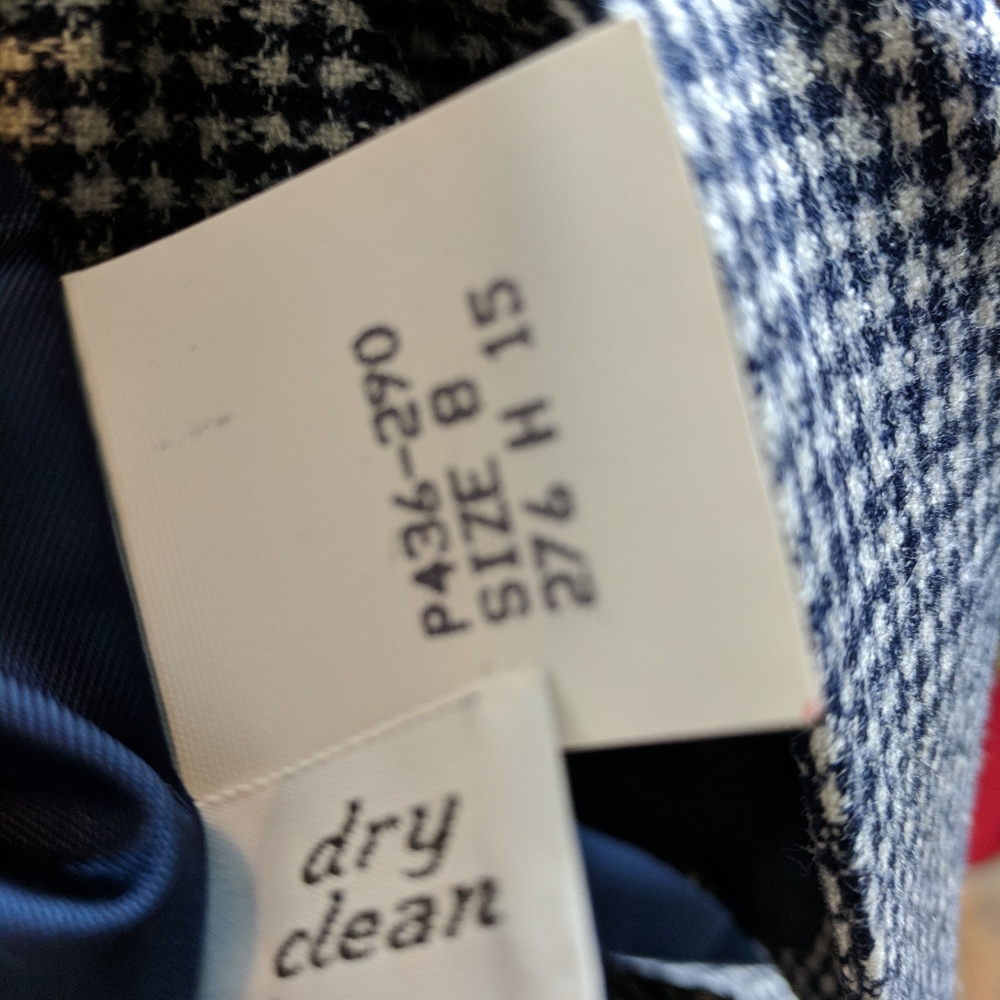 P436-290
SIZE 8
276 H 15
dry
clean